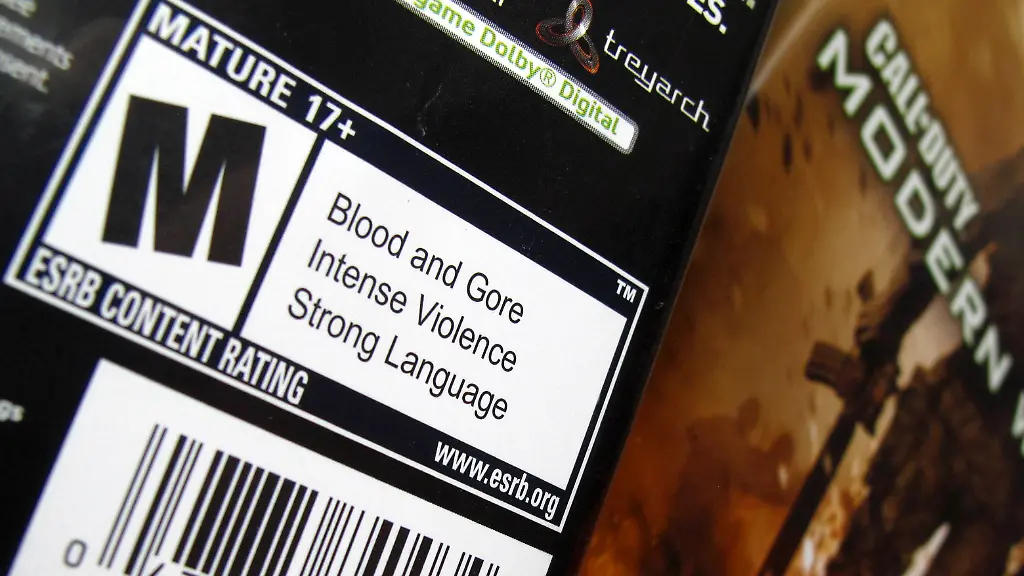 game Dolby® Digital
treyarch
MATURE 17+
M
Blood and Gore
Intense Violence
Strong Language
TM
ESRB CONTENT RATING
www.esrb.org
0
CALL OF DUTY
MODERN